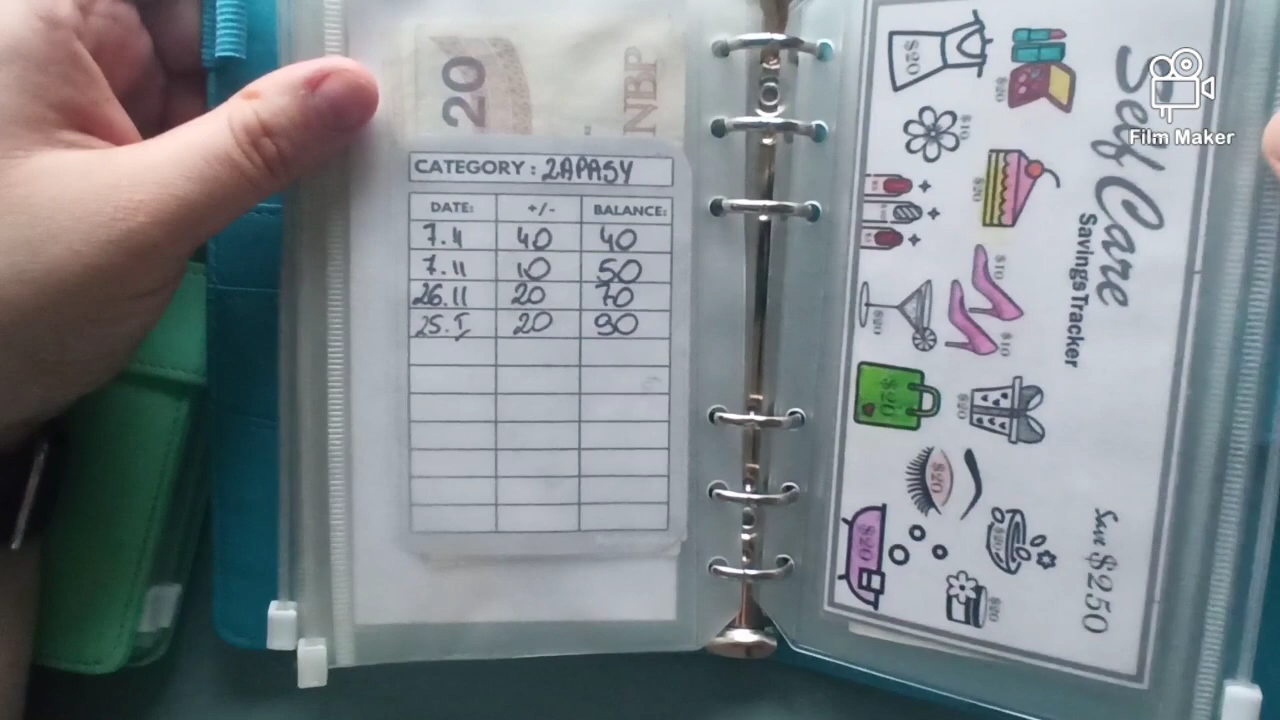 20
NBP
CATEGORY : ZAPASY
DATE: +/- BALANCE:
7.11 40 40
7.11 10 50
26.11 20 70
25.I 20 90
Self Care
Savings Tracker
Save $250
$20
$20
$10
$20
$20
$10
$10
$20
$20
$20
$20
$20
$20
Film Maker